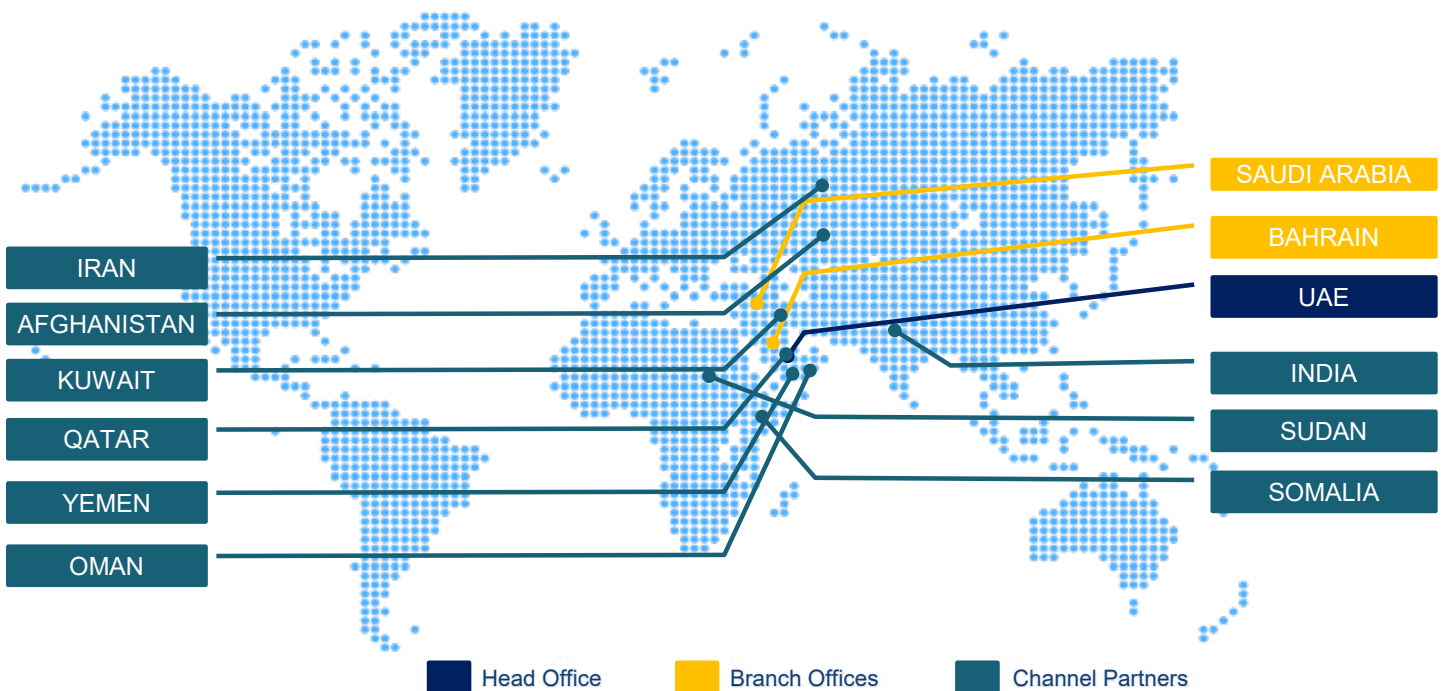 IRAN
AFGHANISTAN
KUWAIT
QATAR
YEMEN
OMAN
SAUDI ARABIA
BAHRAIN
UAE
INDIA
SUDAN
SOMALIA
Head Office
Branch Offices
Channel Partners